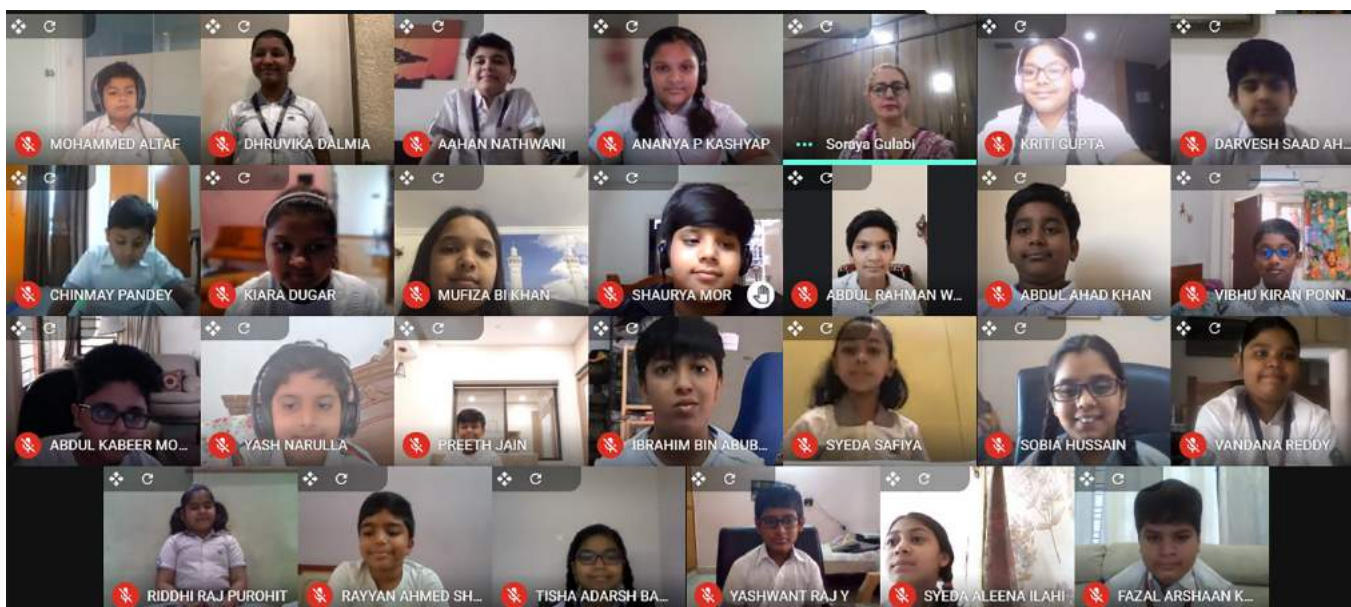 MOHAMMED ALTAF
DHRUVIKA DALMIA
AAHAN NATHWANI
ANANYA P KASHYAP
Soraya Gulabi
KRITI GUPTA
DARVESH SAAD AH...
CHINMAY PANDEY
KIARA DUGAR
MUFIZA BI KHAN
SHAURYA MOR
ABDUL RAHMAN W...
ABDUL AHAD KHAN
VIBHU KIRAN PONN...
ABDUL KABEER MO...
YASH NARULLA
PREETH JAIN
IBRAHIM BIN ABUB...
SYEDA SAFIYA
SOBIA HUSSAIN
VANDANA REDDY
RIDDHI RAJ PUROHIT
RAYYAN AHMED SH...
TISHA ADARSH BA...
YASHWANT RAJ Y
SYEDA ALEENA ILAHI
FAZAL ARSHAAN K...